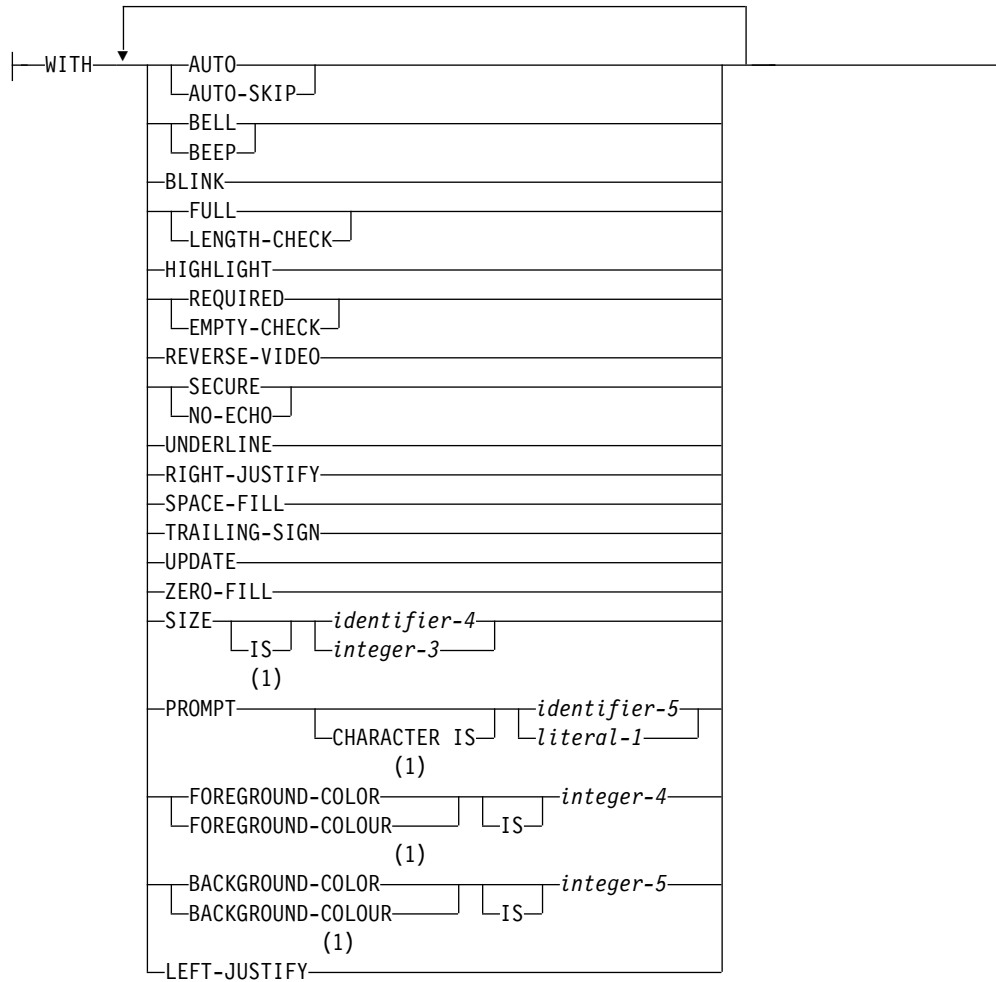 WITH AUTO
AUTO-SKIP
BELL
BEEP
BLINK
FULL
LENGTH-CHECK
HIGHLIGHT
REQUIRED
EMPTY-CHECK
REVERSE-VIDEO
SECURE
NO-ECHO
UNDERLINE
RIGHT-JUSTIFY
SPACE-FILL
TRAILING-SIGN
UPDATE
ZERO-FILL
SIZE identifier-4
IS integer-3
(1)
PROMPT identifier-5
CHARACTER IS literal-1
(1)
FOREGROUND-COLOR integer-4
FOREGROUND-COLOUR IS
(1)
BACKGROUND-COLOR integer-5
BACKGROUND-COLOUR IS
(1)
LEFT-JUSTIFY